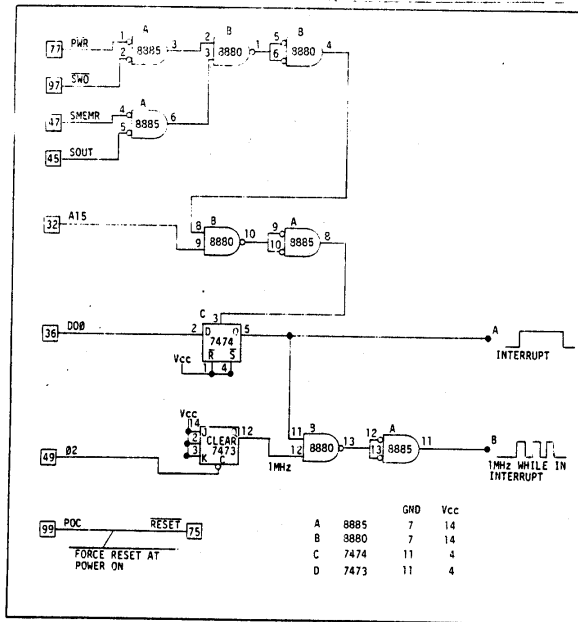 A
B
B
77 PWR 1 2 8885 3 2 3 8880 1 5 6 8880 4
97 SWO
A
47 SMEMR 4 5 8885 6
45 SOUT
32 A15
B
8 9 8880 10
A
9 10 8885 8
C 3
36 DO0 2 D Q 5
7474
R S
Vcc 1 4
A
INTERRUPT
Vcc
14
J
2 CLEAR 12
3 K 7473
C
1MHz
B
11 12 8880 13
A
12 13 8885 11
B
1MHz WHILE IN
INTERRUPT
49 02
99 POC RESET 75
FORCE RESET AT
POWER ON
GND Vcc
A 8885 7 14
B 8880 7 14
C 7474 11 4
D 7473 11 4